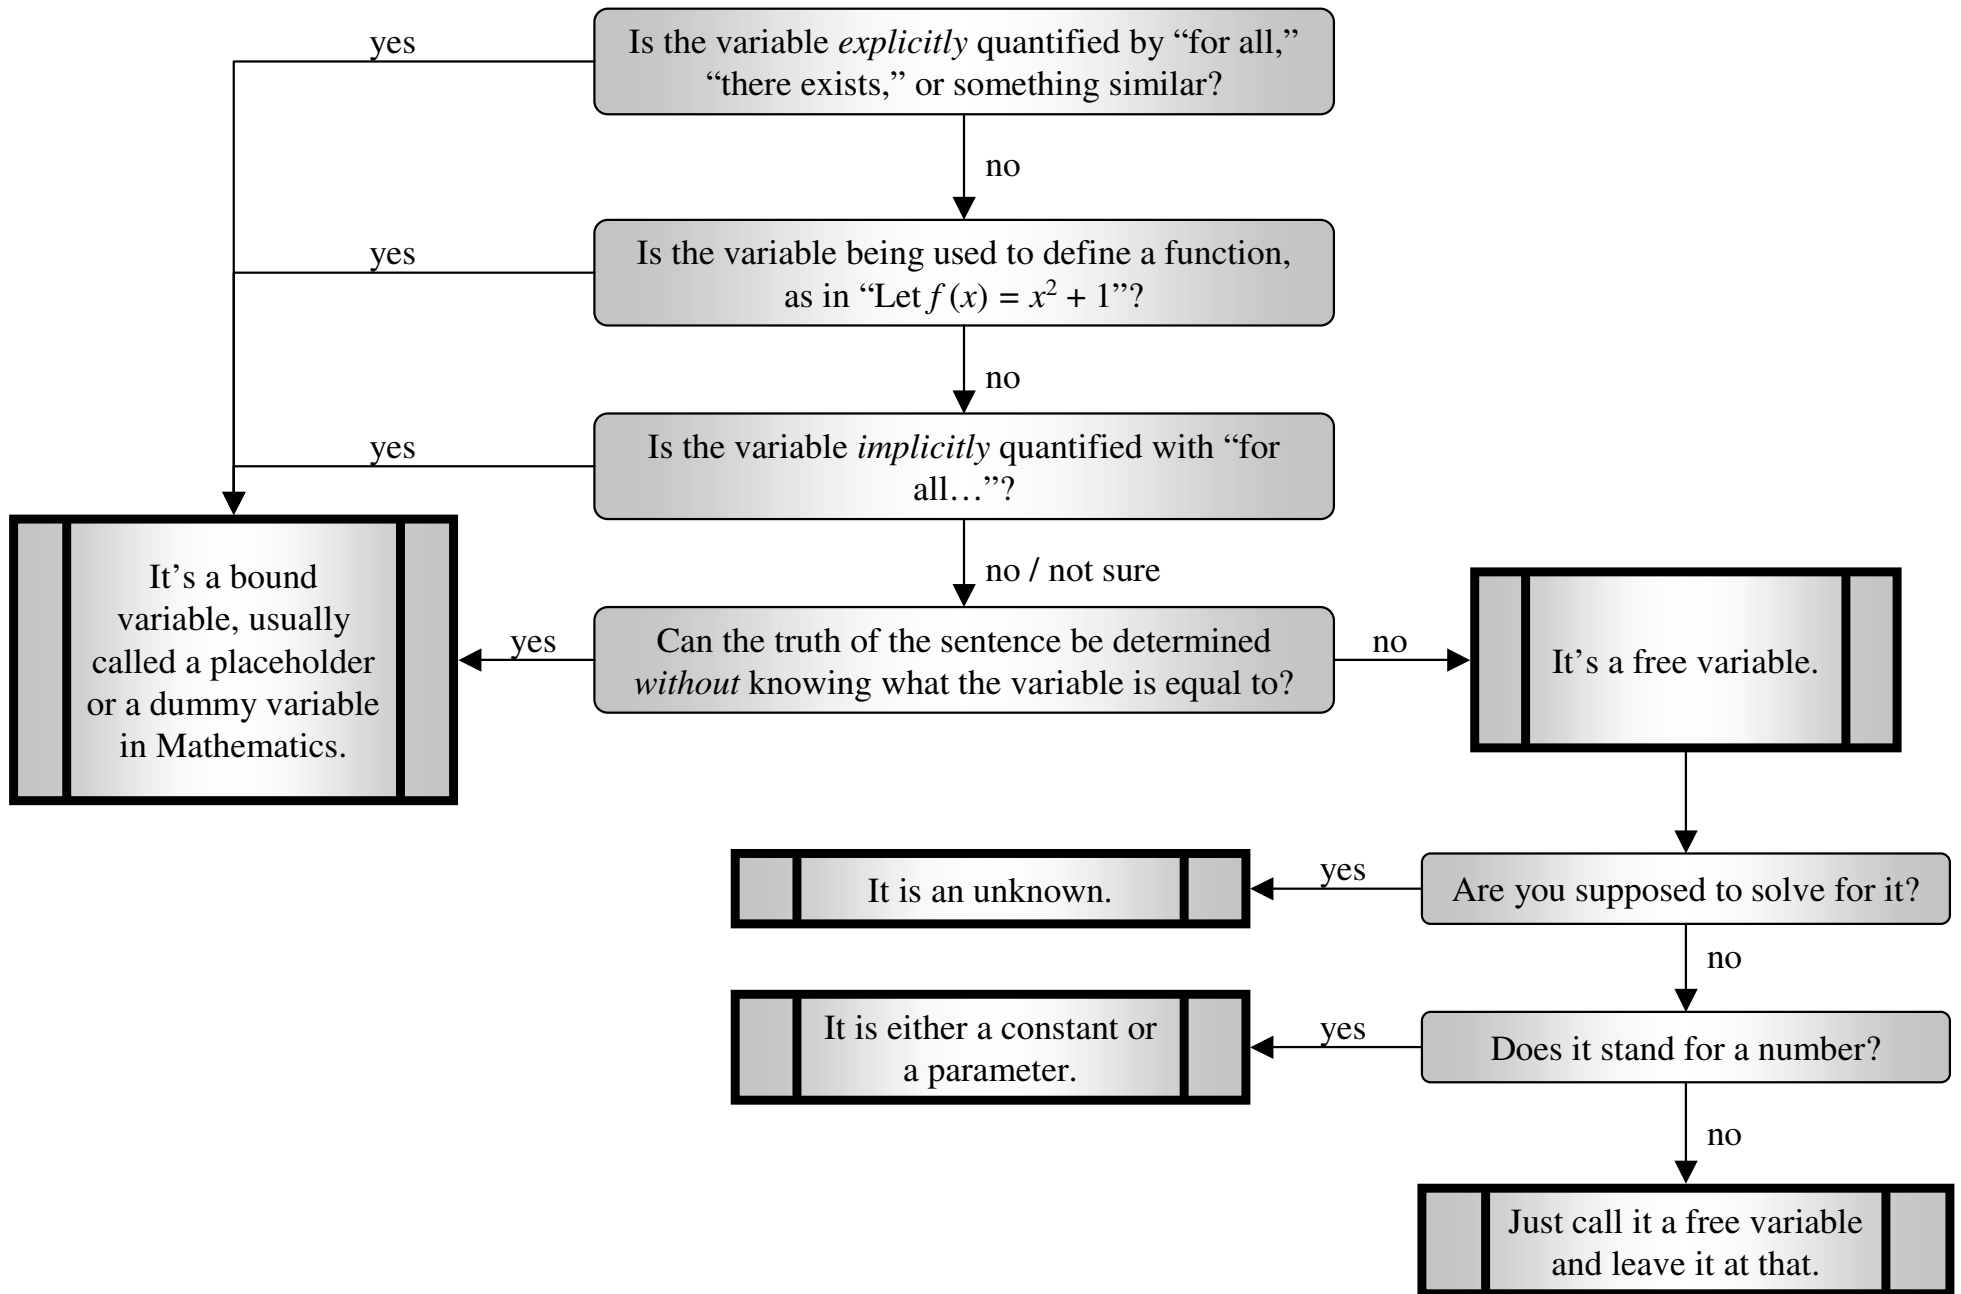 Is the variable explicitly quantified by “for all,”
“there exists,” or something similar?
yes
no
Is the variable being used to define a function,
as in “Let f (x) = x² + 1”?
yes
no
Is the variable implicitly quantified with “for
all…”?
yes
no / not sure
It’s a bound
variable, usually
called a placeholder
or a dummy variable
in Mathematics.
yes
Can the truth of the sentence be determined
without knowing what the variable is equal to?
no
It’s a free variable.
Are you supposed to solve for it?
yes
It is an unknown.
no
Does it stand for a number?
yes
It is either a constant or
a parameter.
no
Just call it a free variable
and leave it at that.